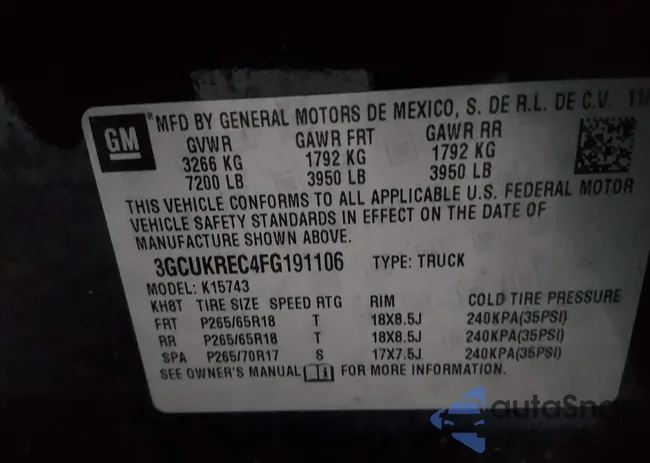 GM
®MFD BY GENERAL MOTORS DE MEXICO, S. DE R.L. DE C.V. 11
GVWR GAWR FRT GAWR RR
3266 KG 1792 KG 1792 KG
7200 LB 3950 LB 3950 LB
THIS VEHICLE CONFORMS TO ALL APPLICABLE U.S. FEDERAL MOTOR
VEHICLE SAFETY STANDARDS IN EFFECT ON THE DATE OF
MANUFACTURE SHOWN ABOVE.
3GCUKREC4FG191106 TYPE: TRUCK
MODEL: K15743
KH8T TIRE SIZE SPEED RTG RIM COLD TIRE PRESSURE
FRT P265/65R18 T 18X8.5J 240KPA(35PSI)
RR P265/65R18 T 18X8.5J 240KPA(35PSI)
SPA P265/70R17 S 17X7.5J 240KPA(35PSI)
SEE OWNER'S MANUAL FOR MORE INFORMATION.
autoSna